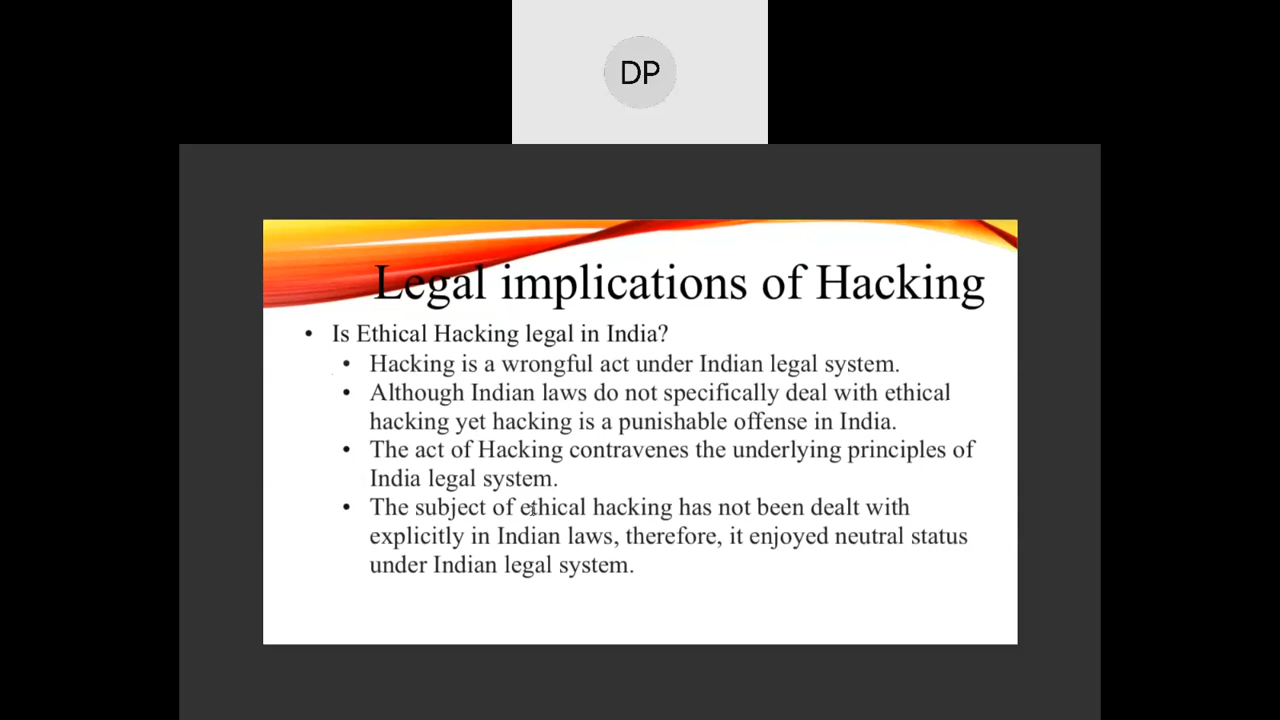 DP
Legal implications of Hacking
• Is Ethical Hacking legal in India?
• Hacking is a wrongful act under Indian legal system.
• Although Indian laws do not specifically deal with ethical
hacking yet hacking is a punishable offense in India.
• The act of Hacking contravenes the underlying principles of
India legal system.
• The subject of ethical hacking has not been dealt with
explicitly in Indian laws, therefore, it enjoyed neutral status
under Indian legal system.